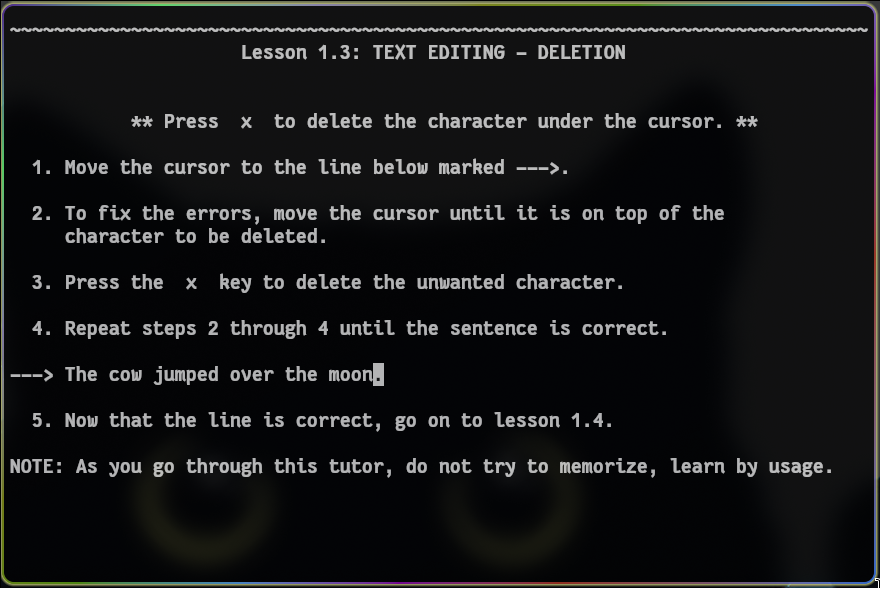 ~~~~~~~~~~~~~~~~~~~~~~~~~~~~~~~~~~~~~~~~~~~~~~~~~~~~~~~~~~~~~~~~~~~~~~~~~~~~~~
Lesson 1.3: TEXT EDITING - DELETION
** Press  x  to delete the character under the cursor. **
1. Move the cursor to the line below marked --->.
2. To fix the errors, move the cursor until it is on top of the
character to be deleted.
3. Press the  x  key to delete the unwanted character.
4. Repeat steps 2 through 4 until the sentence is correct.
---> The cow jumped over the moon.
5. Now that the line is correct, go on to lesson 1.4.
NOTE: As you go through this tutor, do not try to memorize, learn by usage.